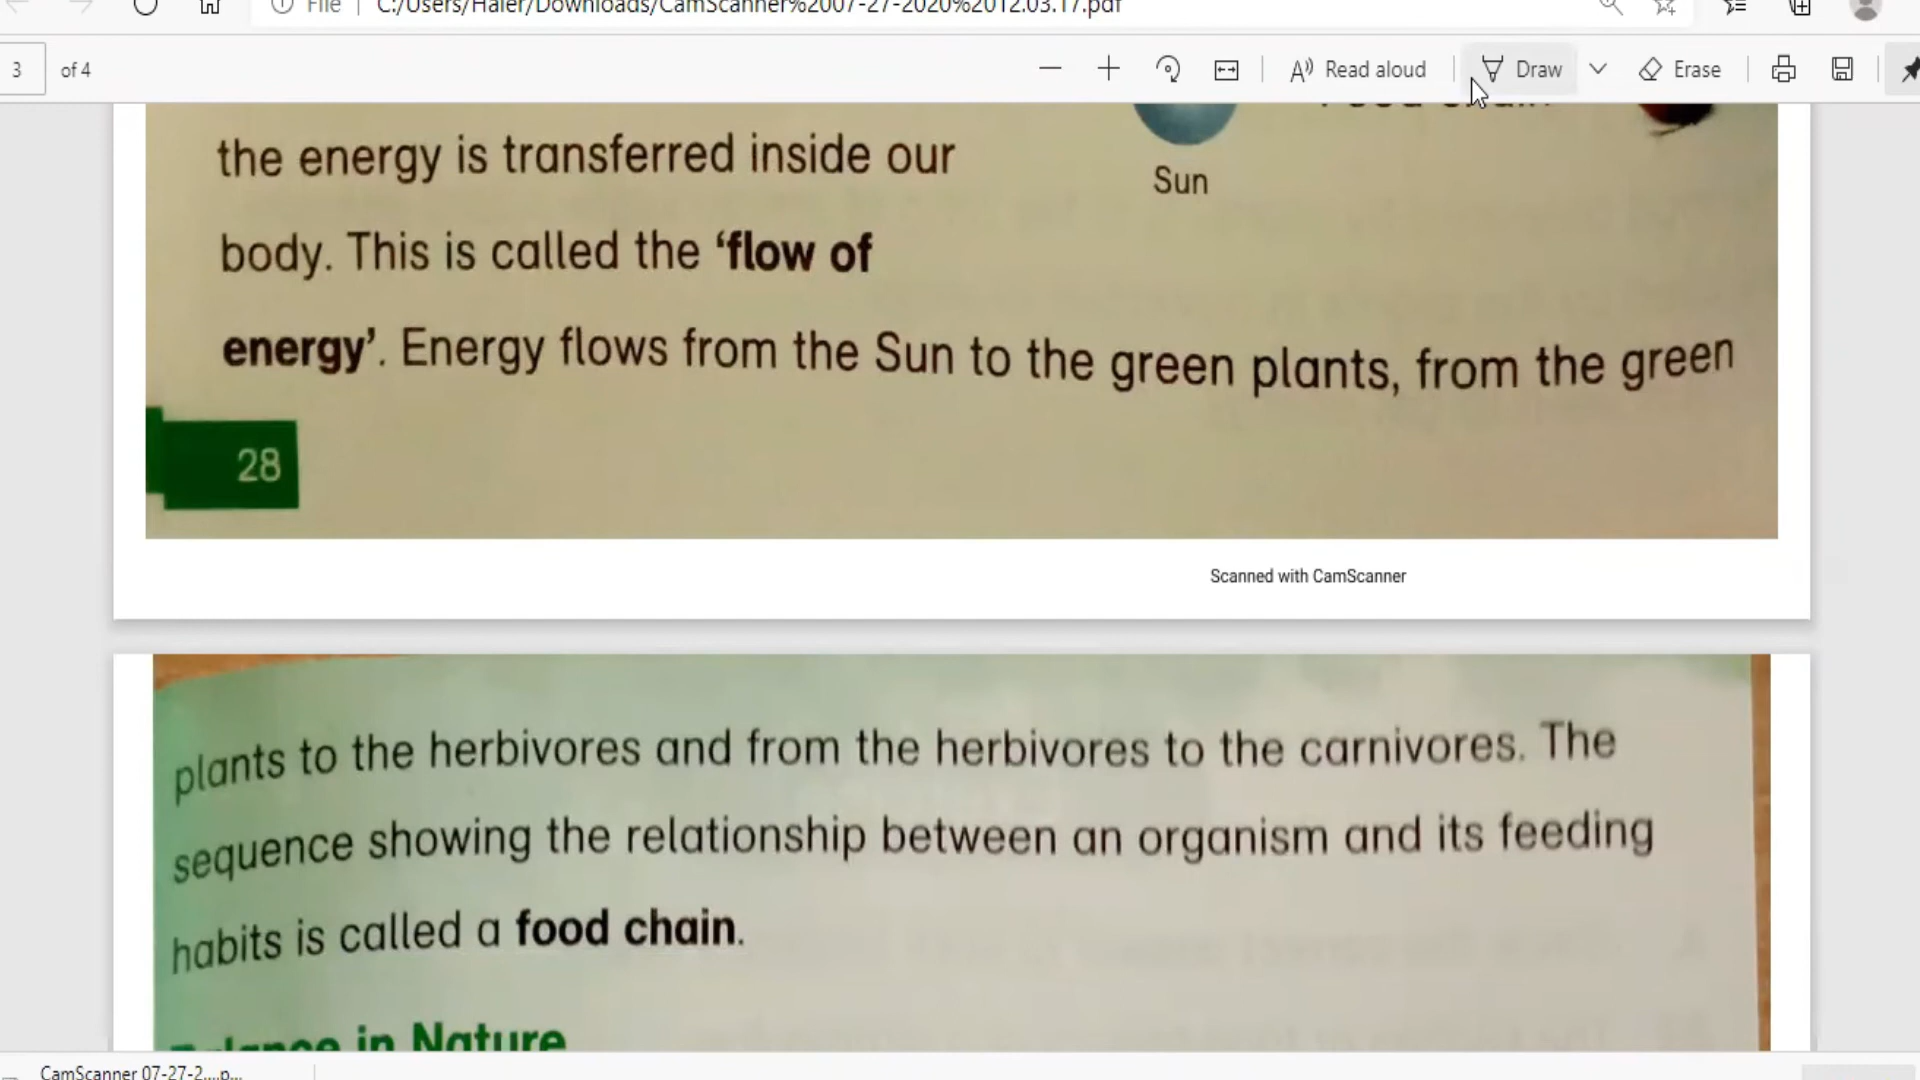 File
C:/Users/Haier/Downloads/CamScanner%2007-27-2020%2012.03.17.pdf
3 of 4
Read aloud
Draw
Erase
Food chain
the energy is transferred inside our
Sun
body. This is called the ‘flow of
energy’. Energy flows from the Sun to the green plants, from the green
28
Scanned with CamScanner
plants to the herbivores and from the herbivores to the carnivores. The
sequence showing the relationship between an organism and its feeding
habits is called a food chain.
Balance in Nature
CamScanner 07-27-2....p...